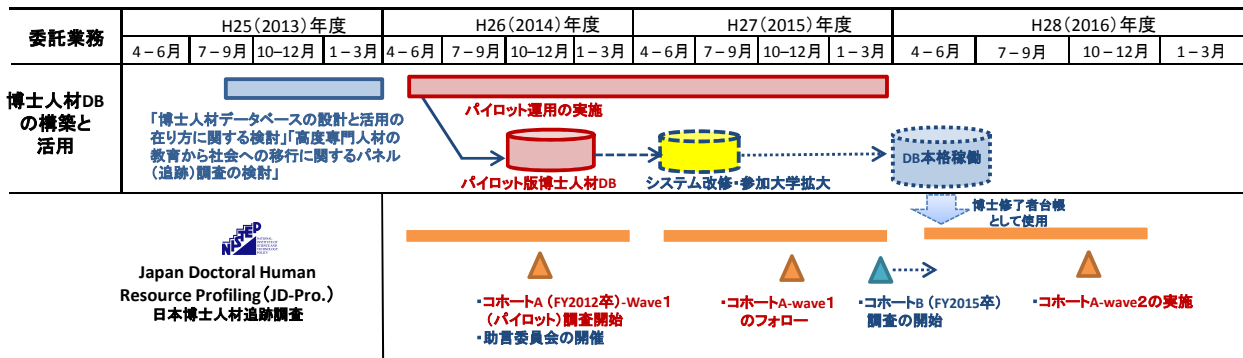 委託業務
H25(2013)年度
H26(2014)年度
H27(2015)年度
H28(2016)年度
4－6月 7－9月 10－12月 1－3月 4－6月 7－9月 10–12月 1－3月 4－6月 7－9月 10－12月 1－3月 4－6月 7－9月 10－12月 1－3月
博士人材DB
の構築と
活用
「博士人材データベースの設計と活用の
在り方に関する検討」「高度専門人材の
教育から社会への移行に関するパネル
（追跡）調査の検討」
パイロット運用の実施
パイロット版博士人材DB
システム改修・参加大学拡大
DB本格稼働
博士修了者台帳
として使用
NISTEP
NATIONAL
INSTITUTE OF
SCIENCE AND
TECHNOLOGY
POLICY
Japan Doctoral Human
Resource Profiling（JD-Pro.）
日本博士人材追跡調査
・コホートA（FY2012卒）-Wave１
（パイロット）調査開始
・助言委員会の開催
・コホートA-wave１
のフォロー
・コホートB（FY2015卒）
調査の開始
・コホートA-wave２の実施